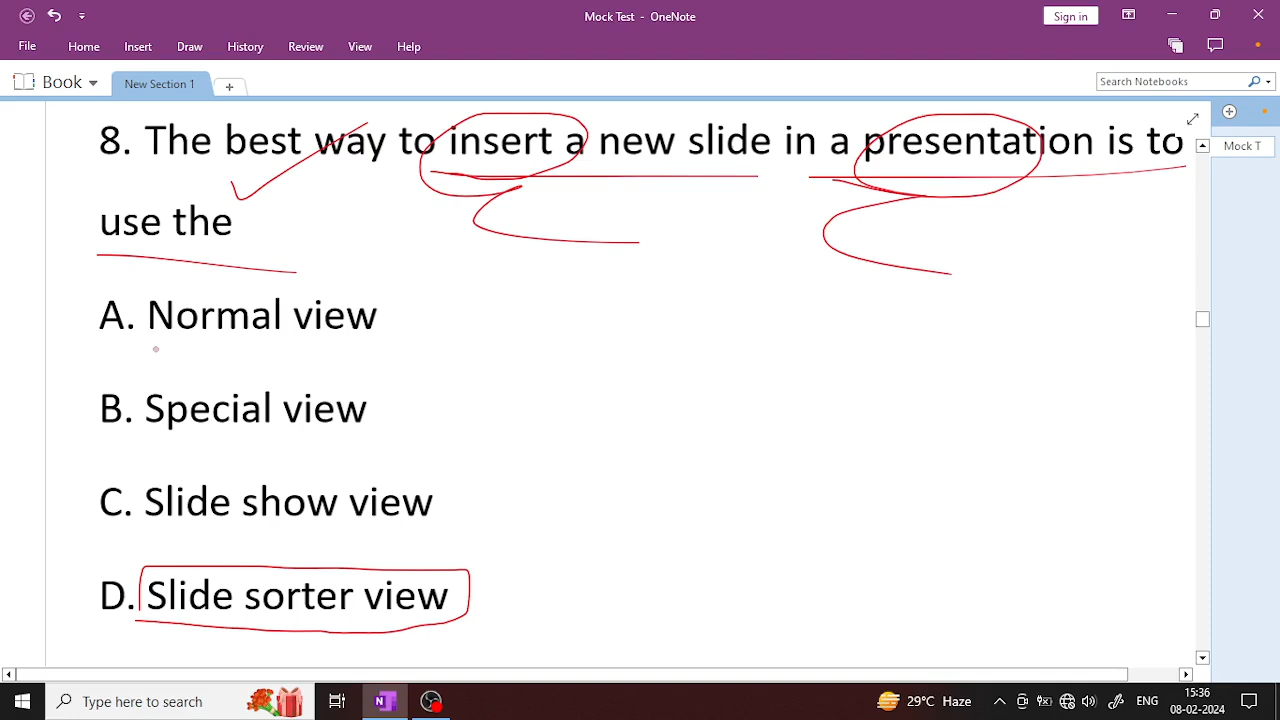 Mock Test - OneNote
Sign in
File Home Insert Draw History Review View Help
Book New Section 1 +
Search Notebooks
Mock T
8. The best way to insert a new slide in a presentation is to
use the
A. Normal view
B. Special view
C. Slide show view
D. Slide sorter view
Type here to search
N
29°C Haze
ENG
15:36
08-02-2024